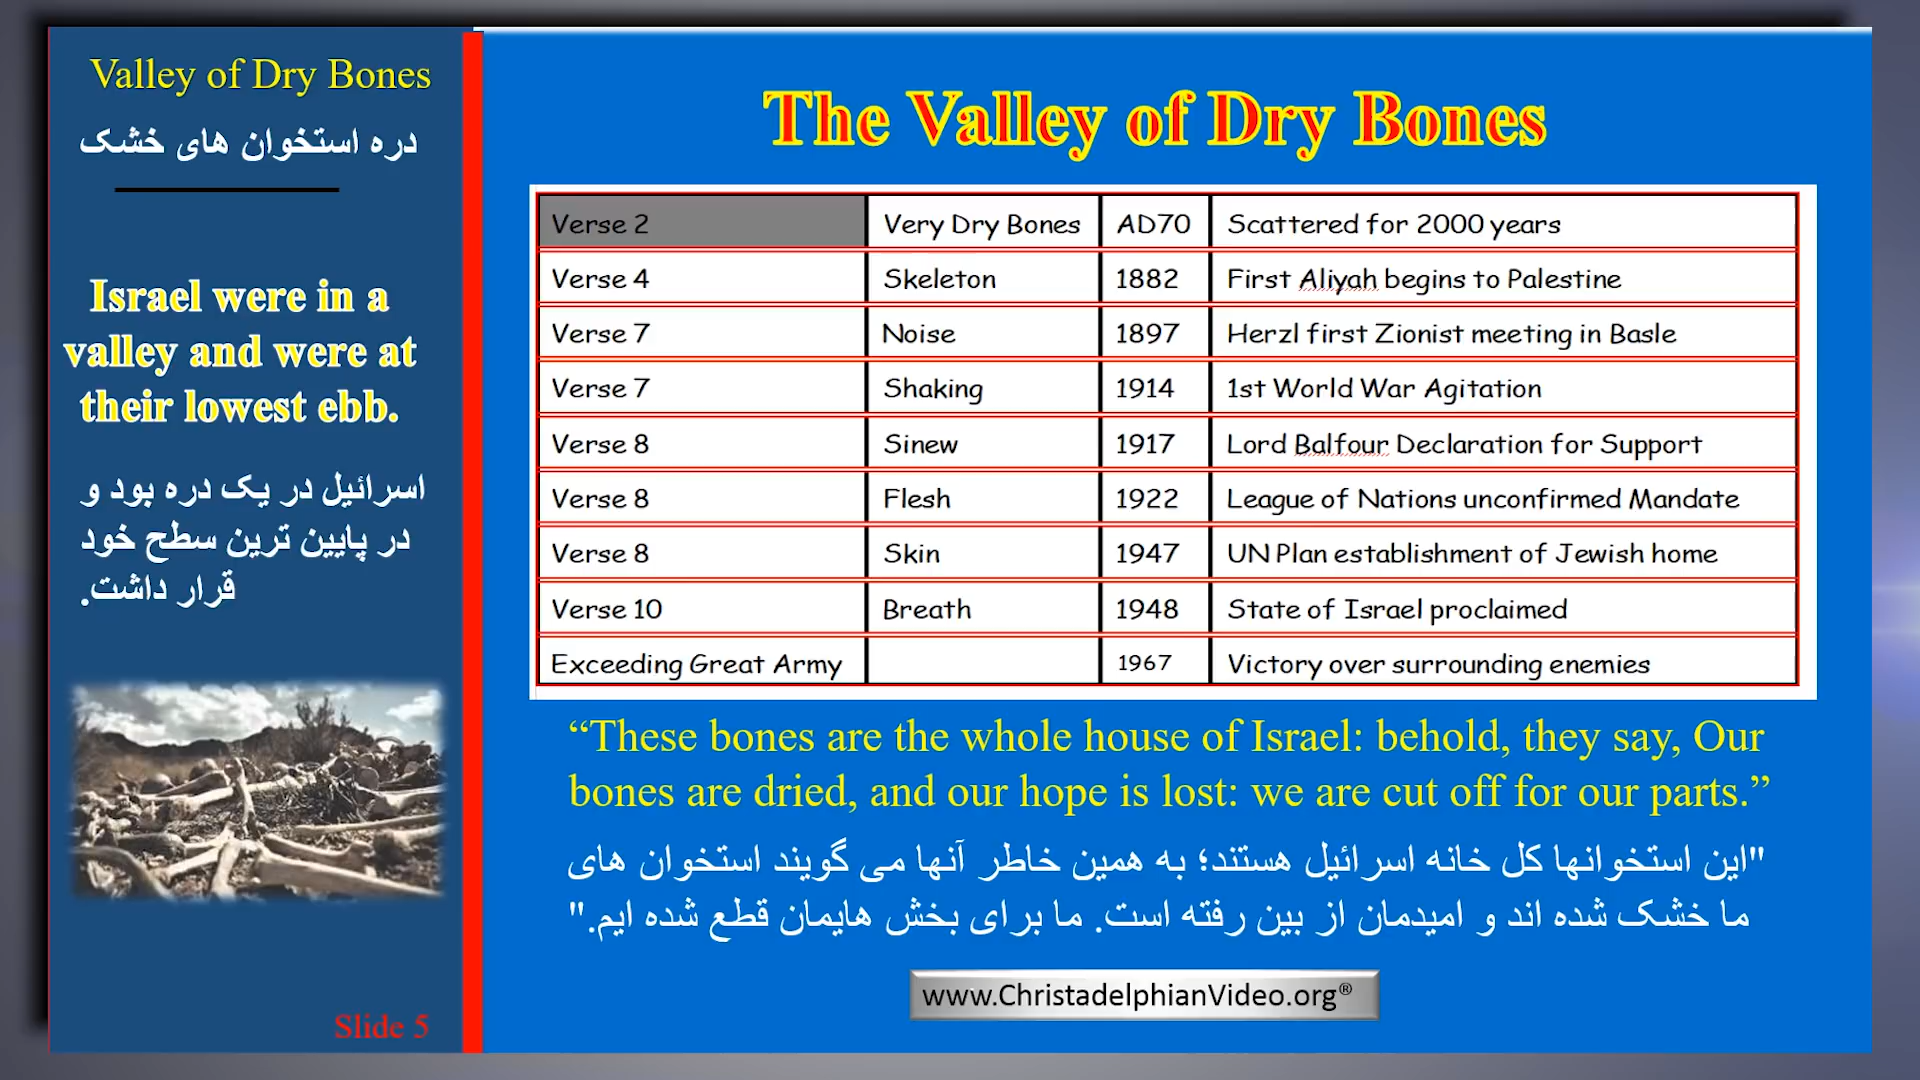 Valley of Dry Bones
دره استخوان های خشک
Israel were in a
valley and were at
their lowest ebb.
اسرائیل در یک دره بود و
در پایین ترین سطح خود
قرار داشت.
Slide 5
The Valley of Dry Bones
Verse 2 Very Dry Bones AD70 Scattered for 2000 years
Verse 4 Skeleton 1882 First Aliyah begins to Palestine
Verse 7 Noise 1897 Herzl first Zionist meeting in Basle
Verse 7 Shaking 1914 1st World War Agitation
Verse 8 Sinew 1917 Lord Balfour Declaration for Support
Verse 8 Flesh 1922 League of Nations unconfirmed Mandate
Verse 8 Skin 1947 UN Plan establishment of Jewish home
Verse 10 Breath 1948 State of Israel proclaimed
Exceeding Great Army 1967 Victory over surrounding enemies
“These bones are the whole house of Israel: behold, they say, Our
bones are dried, and our hope is lost: we are cut off for our parts.”
"این استخوانها کل خانه اسرائیل هستند؛ به همین خاطر آنها می گویند استخوان های
ما خشک شده اند و امیدمان از بین رفته است. ما برای بخش هایمان قطع شده ایم."
www.ChristadelphianVideo.org®